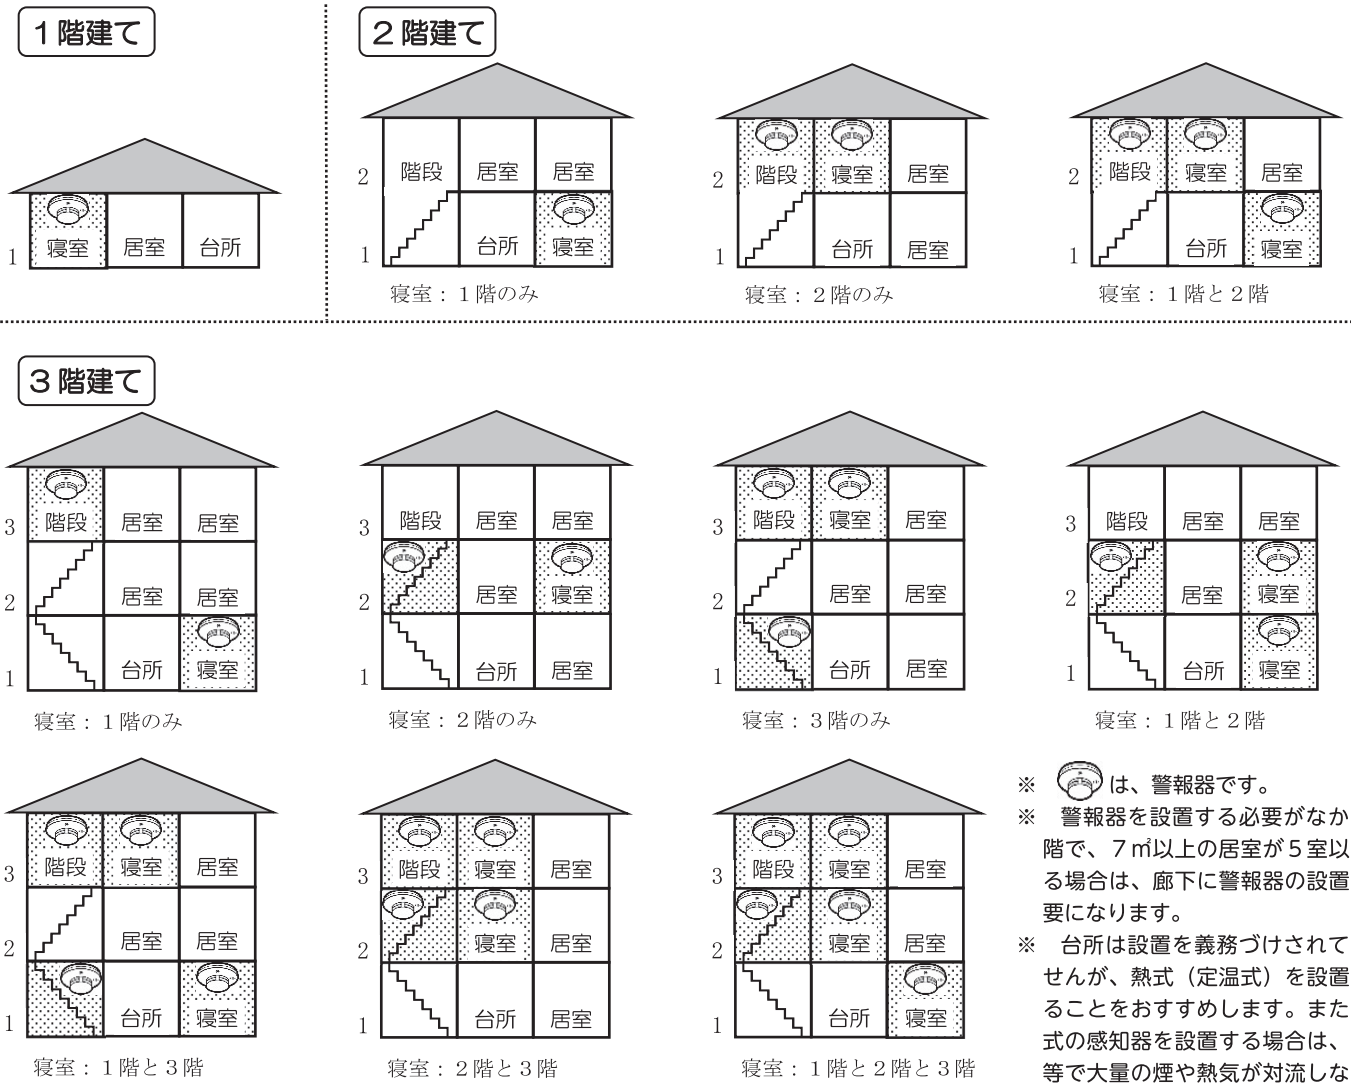 1階建て
寝室 居室 台所
1
2階建て
2 階段 居室 居室
1 台所 寝室
寝室：1階のみ
2 階段 寝室 居室
1 台所 居室
寝室：2階のみ
2 階段 寝室 居室
1 台所 寝室
寝室：1階と2階
3階建て
3 階段 居室 居室
2 居室 居室
1 台所 寝室
寝室：1階のみ
3 階段 居室 居室
2 居室 寝室
1 台所 居室
寝室：2階のみ
3 階段 寝室 居室
2 居室 居室
1 台所 居室
寝室：3階のみ
3 階段 居室 居室
2 居室 寝室
1 台所 寝室
寝室：1階と2階
3 階段 寝室 居室
2 居室 居室
1 台所 寝室
寝室：1階と3階
3 階段 寝室 居室
2 寝室 居室
1 台所 居室
寝室：2階と3階
3 階段 寝室 居室
2 寝室 居室
1 台所 寝室
寝室：1階と2階と3階
※ は、警報器です。
※ 警報器を設置する必要がなか
階で、７㎡以上の居室が５室以
る場合は、廊下に警報器の設置
要になります。
※ 台所は設置を義務づけされて
せんが、熱式（定温式）を設置
ることをおすすめします。また
式の感知器を設置する場合は、
等で大量の煙や熱気が対流しな